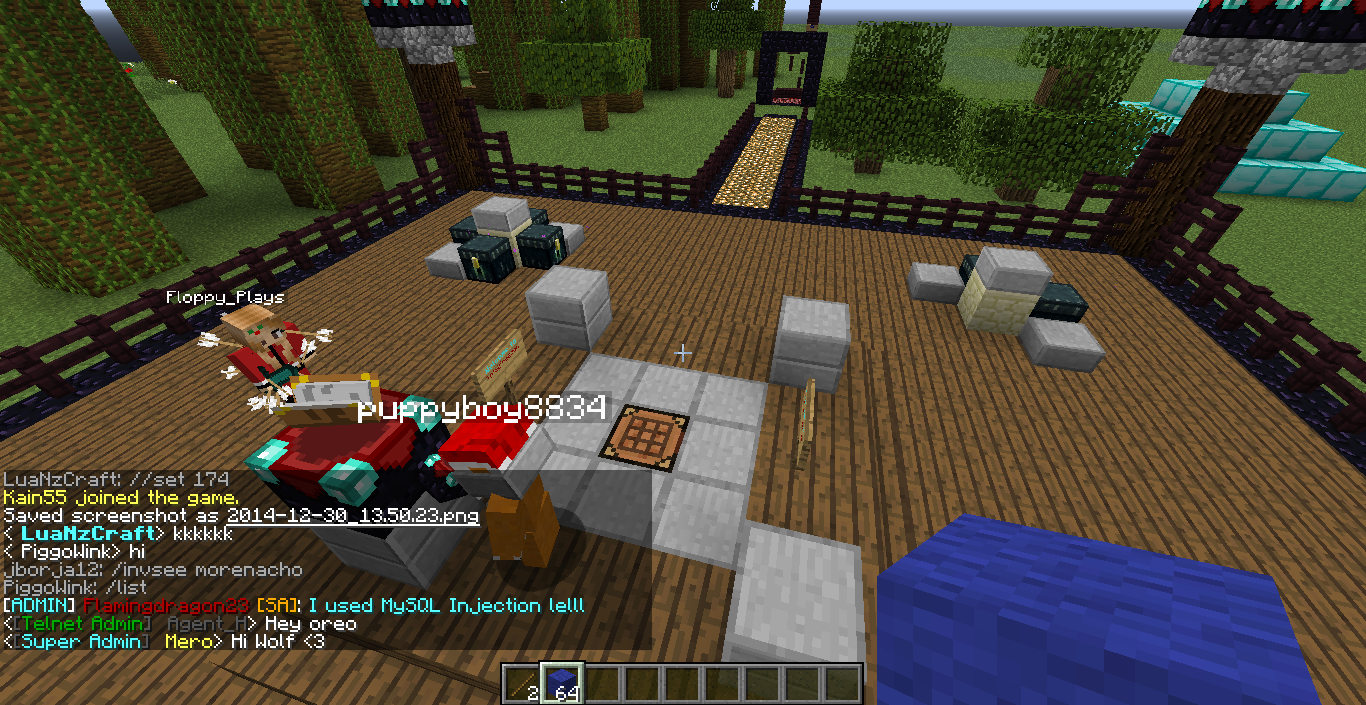 Floppy_Plays
puppyboy8834
LuaNzCraft: //set 174
Kain55 joined the game.
Saved screenshot as 2014-12-30_13.50.23.png
< LuaNzCraft> kkkkkk
< PiggoWink> hi
jborja12: /invsee morenacho
PiggoWink: /list
[ADMIN] Flamingdragon23 [SA]: I used MySQL Injection lelll
<[Telnet Admin] Agent_H> Hey oreo
<[Super Admin] Mero> Hi Wolf <3
2 64